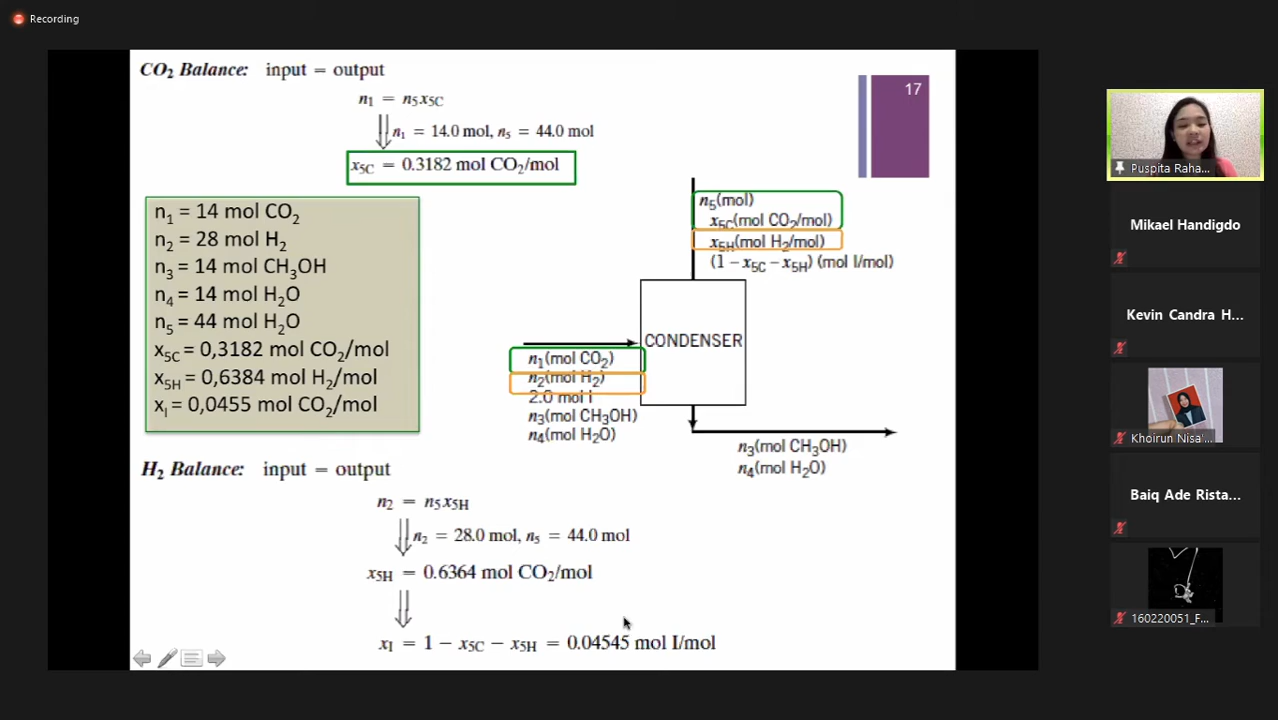 Recording
CO₂ Balance: input = output
n₁ = n₅x₅C
n₁ = 14.0 mol, n₅ = 44.0 mol
x₅C = 0.3182 mol CO₂/mol
17
n₁ = 14 mol CO₂
n₂ = 28 mol H₂
n₃ = 14 mol CH₃OH
n₄ = 14 mol H₂O
n₅ = 44 mol H₂O
x₅C = 0,3182 mol CO₂/mol
x₅H = 0,6384 mol H₂/mol
xI = 0,0455 mol CO₂/mol
n₅(mol)
x₅C(mol CO₂/mol)
x₅H(mol H₂/mol)
(1 − x₅C − x₅H) (mol I/mol)
CONDENSER
n₁(mol CO₂)
n₂(mol H₂)
2.0 mol I
n₃(mol CH₃OH)
n₄(mol H₂O)
n₃(mol CH₃OH)
n₄(mol H₂O)
H₂ Balance: input = output
n₂ = n₅x₅H
n₂ = 28.0 mol, n₅ = 44.0 mol
x₅H = 0.6364 mol CO₂/mol
xI = 1 − x₅C − x₅H = 0.04545 mol I/mol
Puspita Raha...
Mikael Handigdo
Kevin Candra H...
Khoirun Nisa'...
Baiq Ade Rista...
160220051_F...